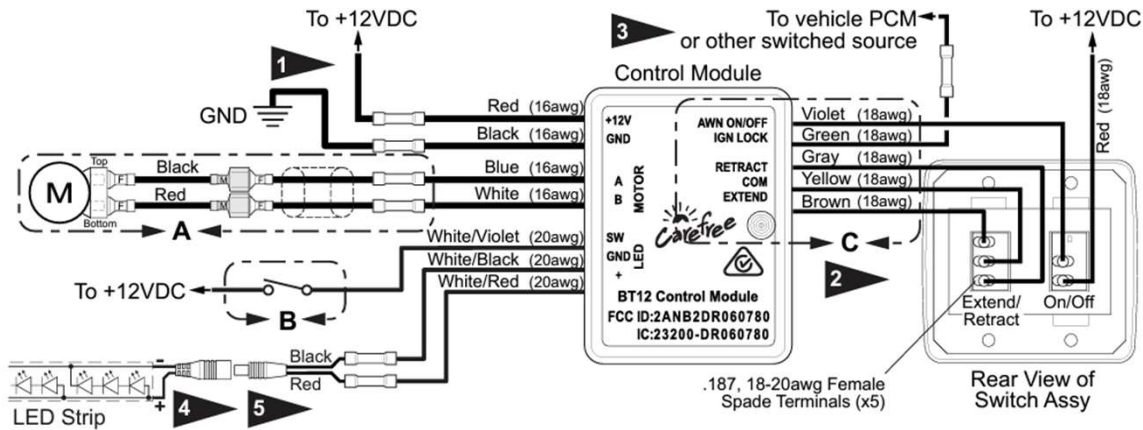 To +12VDC
1
GND
3
To vehicle PCM
or other switched source
To +12VDC
Control Module
Red (16awg)
Black (16awg)
Blue (16awg)
White (16awg)
+12V
GND
A
B
MOTOR
SW
GND
+
LED
AWN ON/OFF
IGN LOCK
RETRACT
COM
EXTEND
Carefree
BT12 Control Module
FCC ID:2ANB2DR060780
IC:23200-DR060780
Violet (18awg)
Green (18awg)
Gray (18awg)
Yellow (18awg)
Brown (18awg)
Red (18awg)
C
2
M
Top
Bottom
Black
Red
F
F
M
F
M
F
A
White/Violet (20awg)
White/Black (20awg)
White/Red (20awg)
To +12VDC
B
Extend/
Retract
On/Off
Black
Red
-
+
4
5
LED Strip
.187, 18-20awg Female
Spade Terminals (x5)
Rear View of
Switch Assy